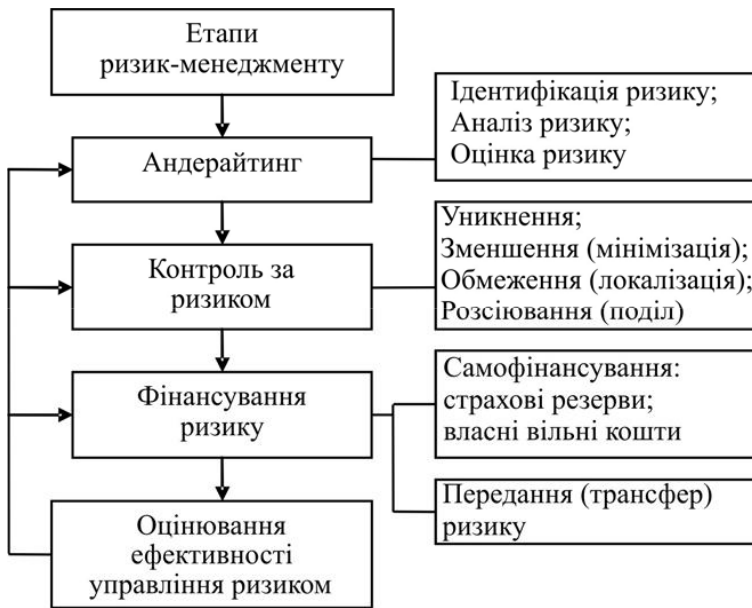 Етапи
ризик-менеджменту
Андерайтинг
Ідентифікація ризику;
Аналіз ризику;
Оцінка ризику
Контроль за
ризиком
Уникнення;
Зменшення (мінімізація);
Обмеження (локалізація);
Розсіювання (поділ)
Фінансування
ризику
Самофінансування:
страхові резерви;
власні вільні кошти
Передання (трансфер)
ризику
Оцінювання
ефективності
управління ризиком